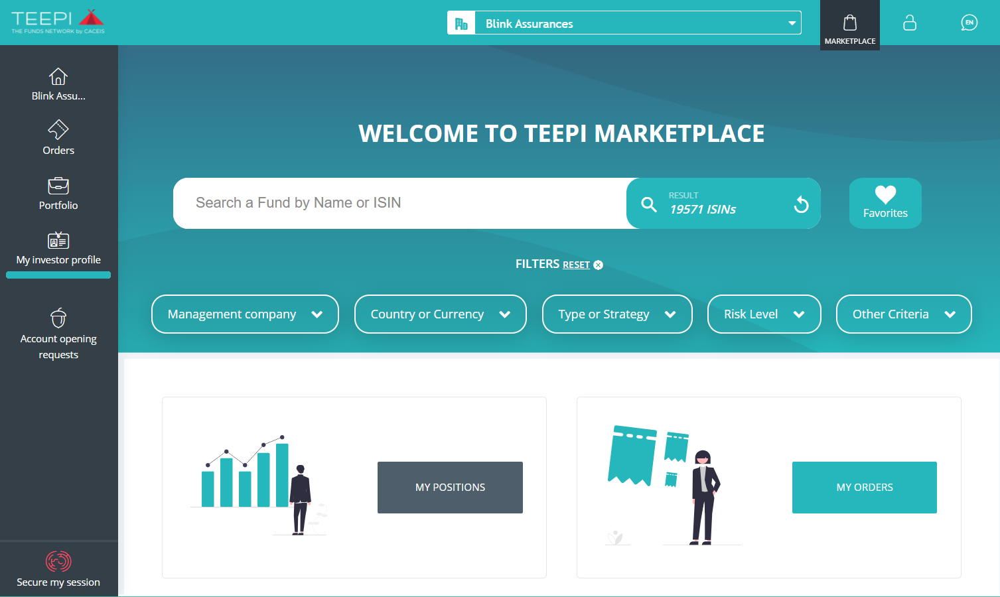 TEEPI
THE FUNDS NETWORK by CACEIS
Blink Assurances
MARKETPLACE
EN
Blink Assu...
Orders
Portfolio
My investor profile
Account opening
requests
Secure my session
WELCOME TO TEEPI MARKETPLACE
Search a Fund by Name or ISIN
RESULT
19571 ISINs
Favorites
FILTERS RESET
Management company
Country or Currency
Type or Strategy
Risk Level
Other Criteria
MY POSITIONS
MY ORDERS